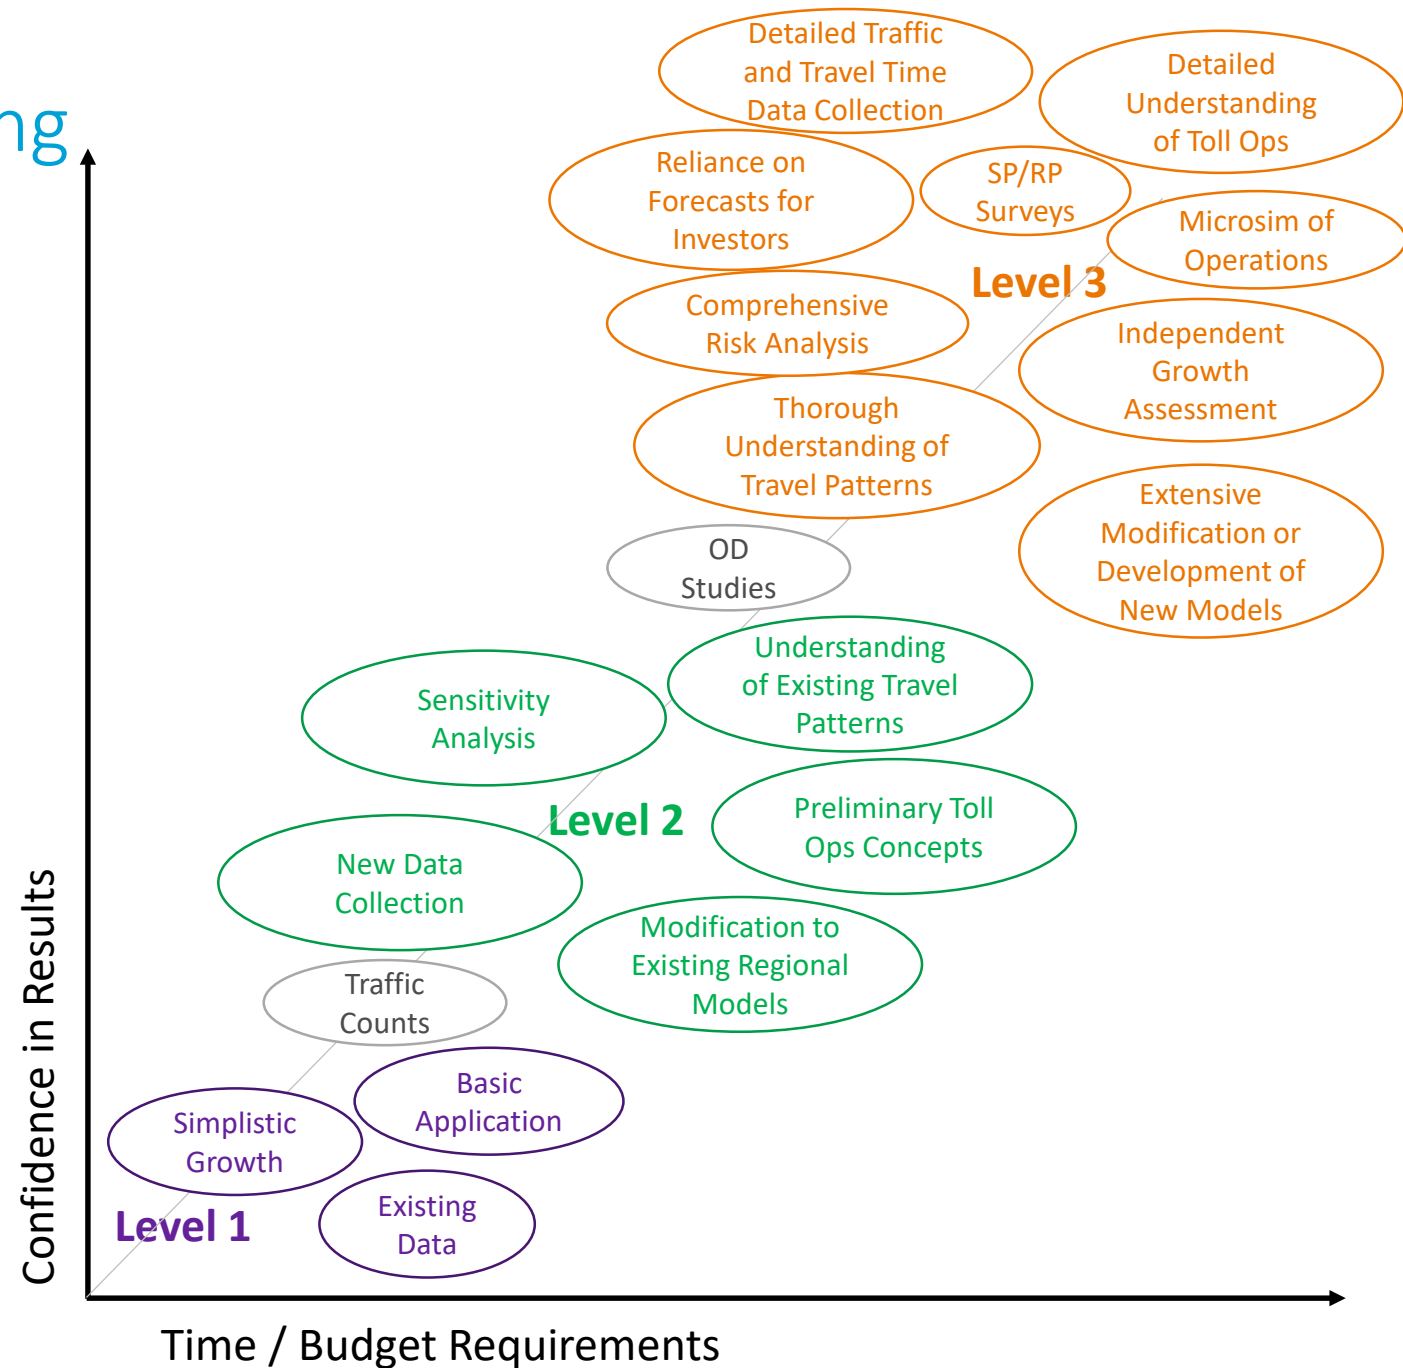 ng
Detailed Traffic
and Travel Time
Data Collection
Detailed
Understanding
of Toll Ops
Reliance on
Forecasts for
Investors
SP/RP
Surveys
Microsim of
Operations
Level 3
Comprehensive
Risk Analysis
Independent
Growth
Assessment
Thorough
Understanding of
Travel Patterns
Extensive
Modification or
Development of
New Models
OD
Studies
Understanding
of Existing Travel
Patterns
Sensitivity
Analysis
Level 2
Preliminary Toll
Ops Concepts
New Data
Collection
Modification to
Existing Regional
Models
Traffic
Counts
Basic
Application
Simplistic
Growth
Level 1
Existing
Data
Confidence in Results
Time / Budget Requirements